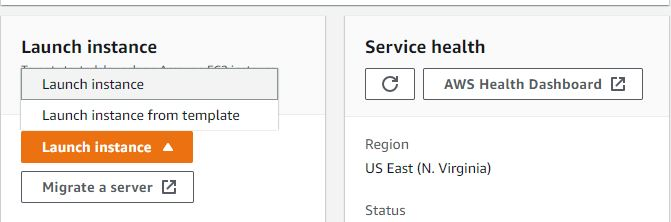 Launch instance
Launch instance
Launch instance from template
Launch instance
Migrate a server
Service health
AWS Health Dashboard
Region
US East (N. Virginia)
Status